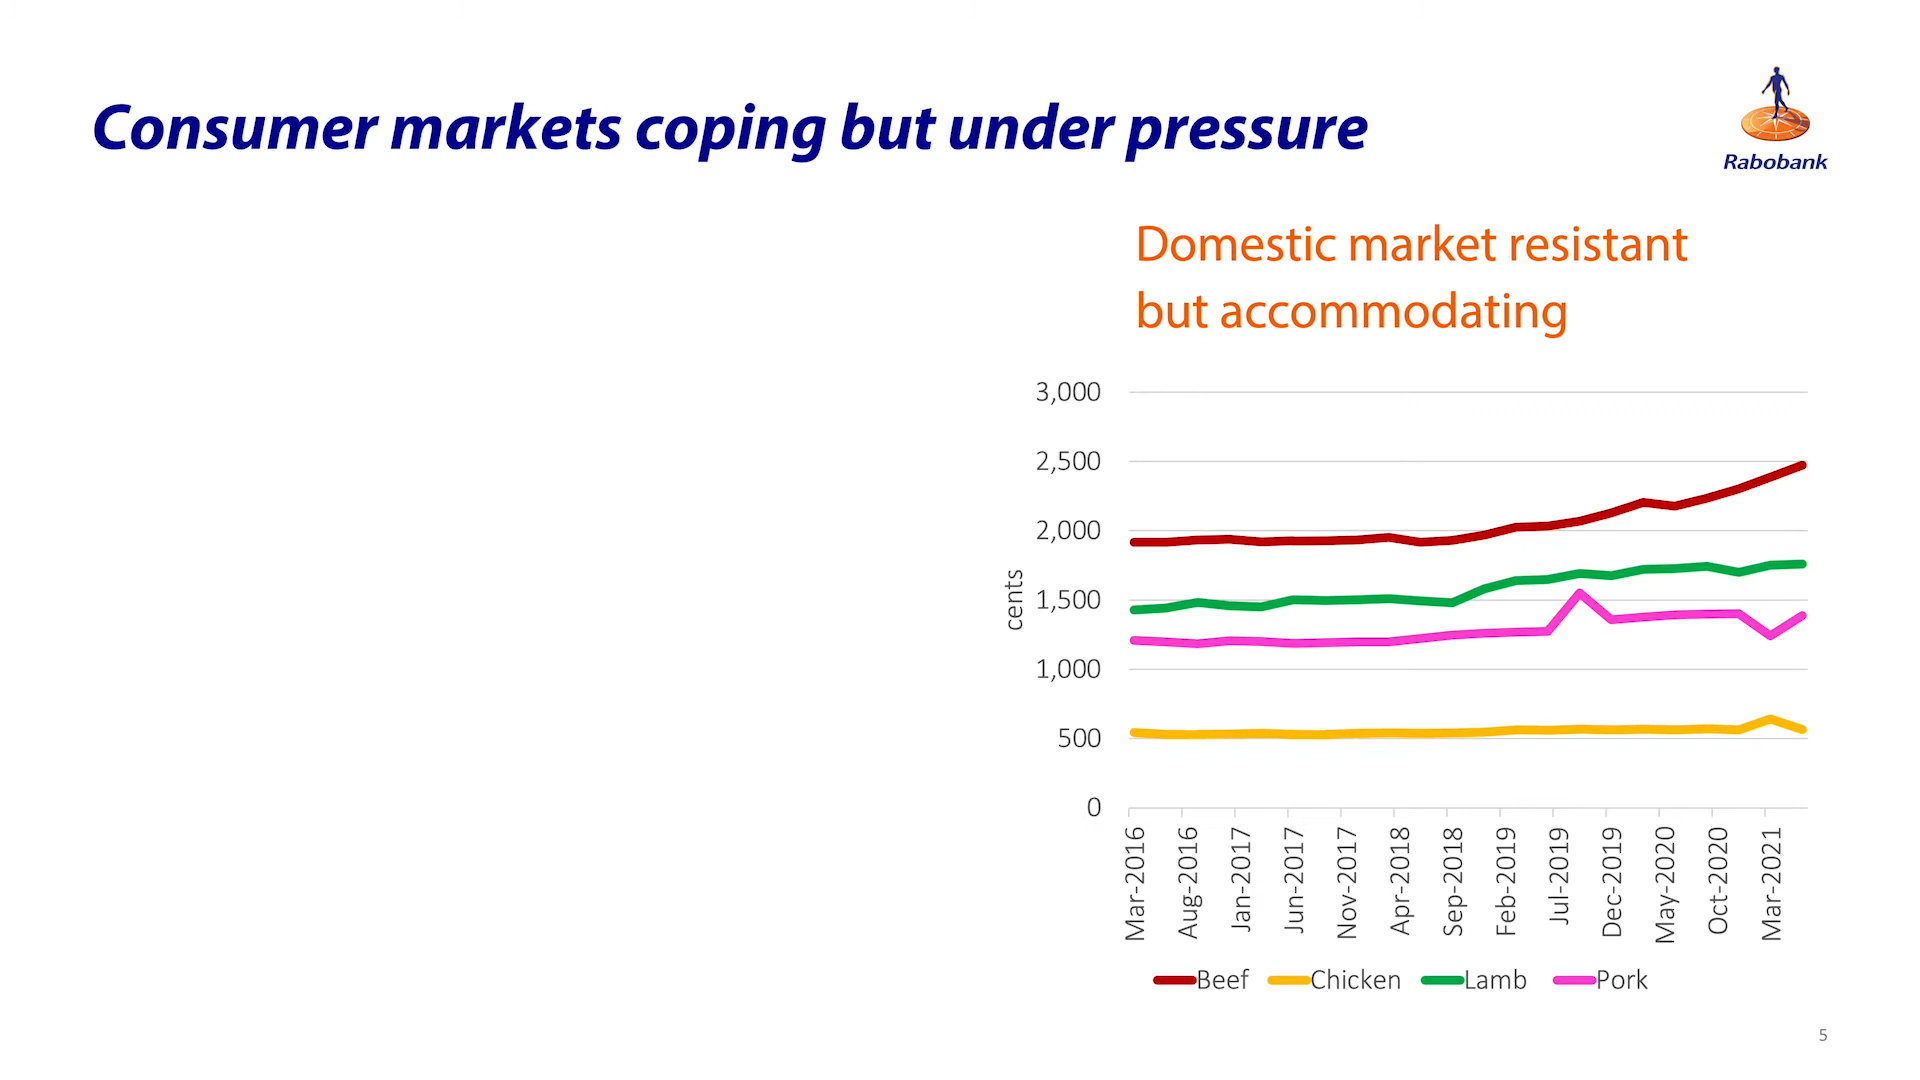 Consumer markets coping but under pressure
Rabobank
Domestic market resistant
but accommodating
3,000
2,500
2,000
1,500
1,000
500
0
cents
Mar-2016
Aug-2016
Jan-2017
Jun-2017
Nov-2017
Apr-2018
Sep-2018
Feb-2019
Jul-2019
Dec-2019
May-2020
Oct-2020
Mar-2021
Beef Chicken Lamb Pork
5